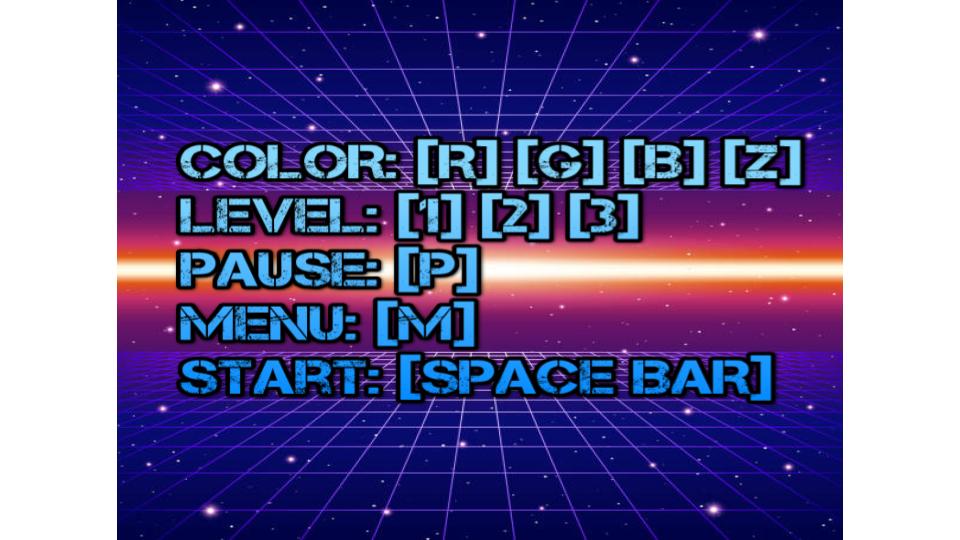 COLOR: [R] [G] [B] [Z]
LEVEL: [1] [2] [3]
PAUSE: [P]
MENU: [M]
START: [SPACE BAR]